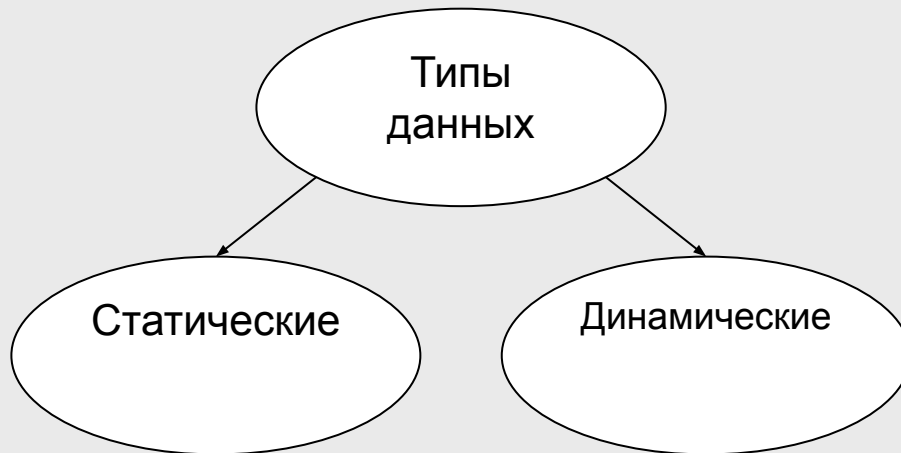 Типы
данных
Статические
Динамические